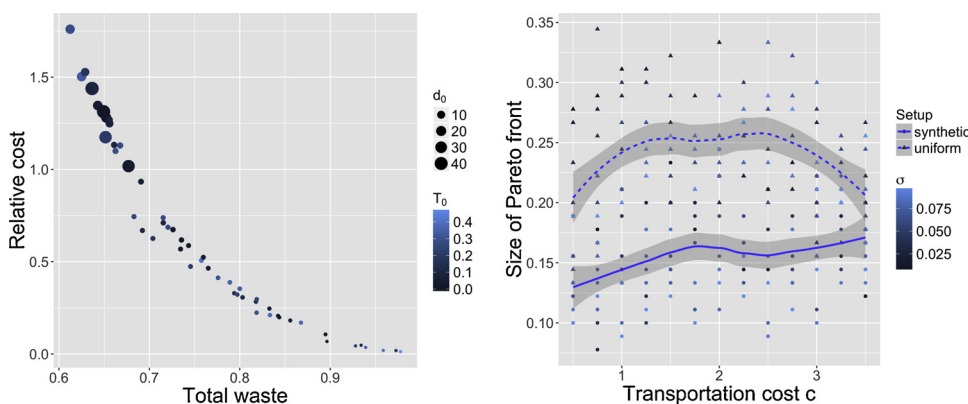 Relative cost
1.5
1.0
0.5
0.0
0.6
0.7
0.8
0.9
Total waste
d0
10
20
30
40
T0
0.4
0.3
0.2
0.1
0.0
Size of Pareto front
0.35
0.30
0.25
0.20
0.15
0.10
1
2
3
Transportation cost c
Setup
synthetic
uniform
σ
0.075
0.050
0.025